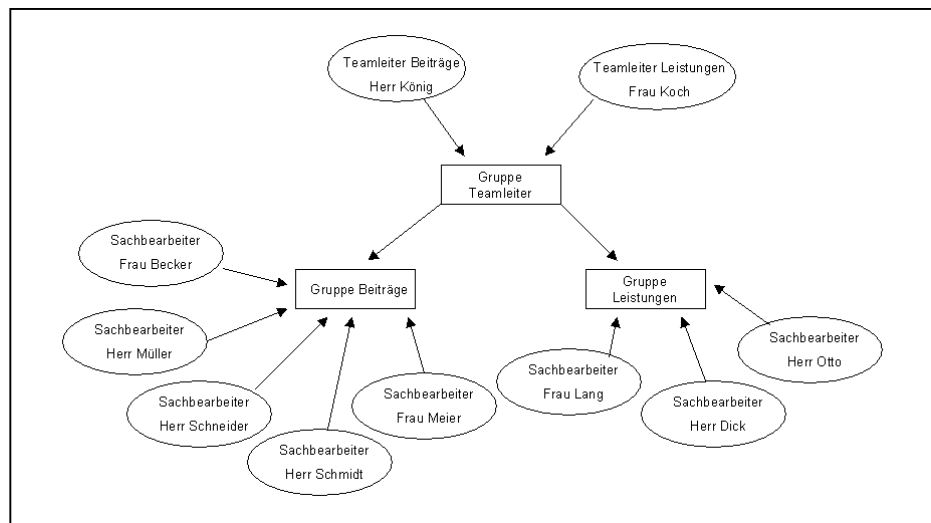 Teamleiter Beiträge
Herr König
Teamleiter Leistungen
Frau Koch
Gruppe
Teamleiter
Sachbearbeiter
Frau Becker
Gruppe Beiträge
Gruppe
Leistungen
Sachbearbeiter
Herr Müller
Sachbearbeiter
Herr Otto
Sachbearbeiter
Frau Lang
Sachbearbeiter
Herr Schneider
Sachbearbeiter
Frau Meier
Sachbearbeiter
Herr Dick
Sachbearbeiter
Herr Schmidt